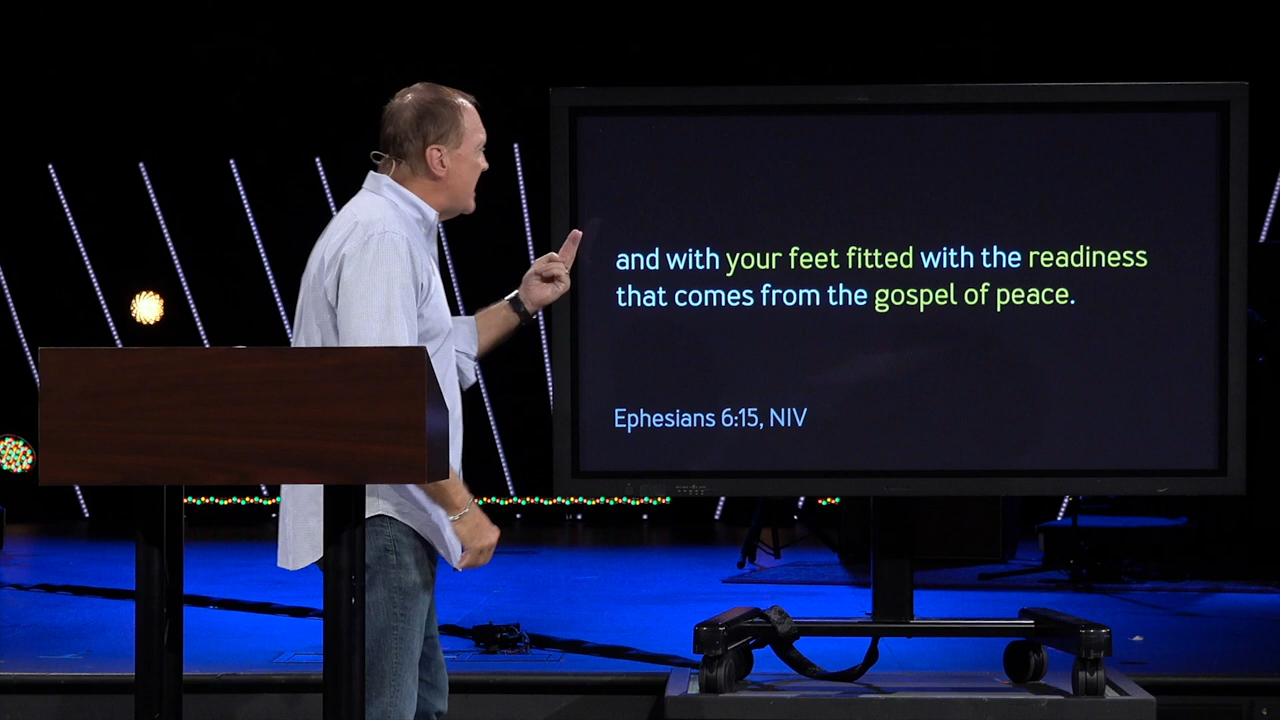 and with your feet fitted with the readiness
that comes from the gospel of peace.
Ephesians 6:15, NIV